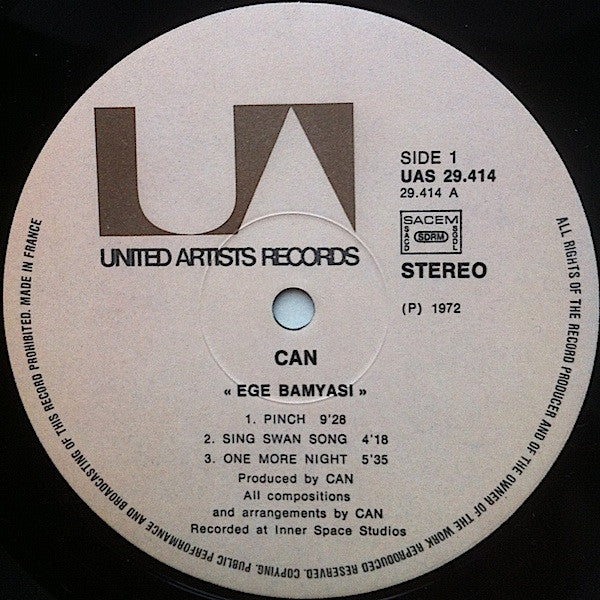 UA
UNITED ARTISTS RECORDS
SIDE 1
UAS 29.414
29.414 A
SACEM
SACD
SDRM
SGDL
STEREO
(P) 1972
CAN
« EGE BAMYASI »
1. PINCH 9'28
2. SING SWAN SONG 4'18
3. ONE MORE NIGHT 5'35
Produced by CAN
All compositions
and arrangements by CAN
Recorded at Inner Space Studios
ALL RIGHTS OF THE RECORD PRODUCER AND OF THE OWNER OF THE WORK REPRODUCED RESERVED. COPYING. PUBLIC PERFORMANCE AND BROADCASTING OF THIS RECORD PROHIBITED. MADE IN FRANCE